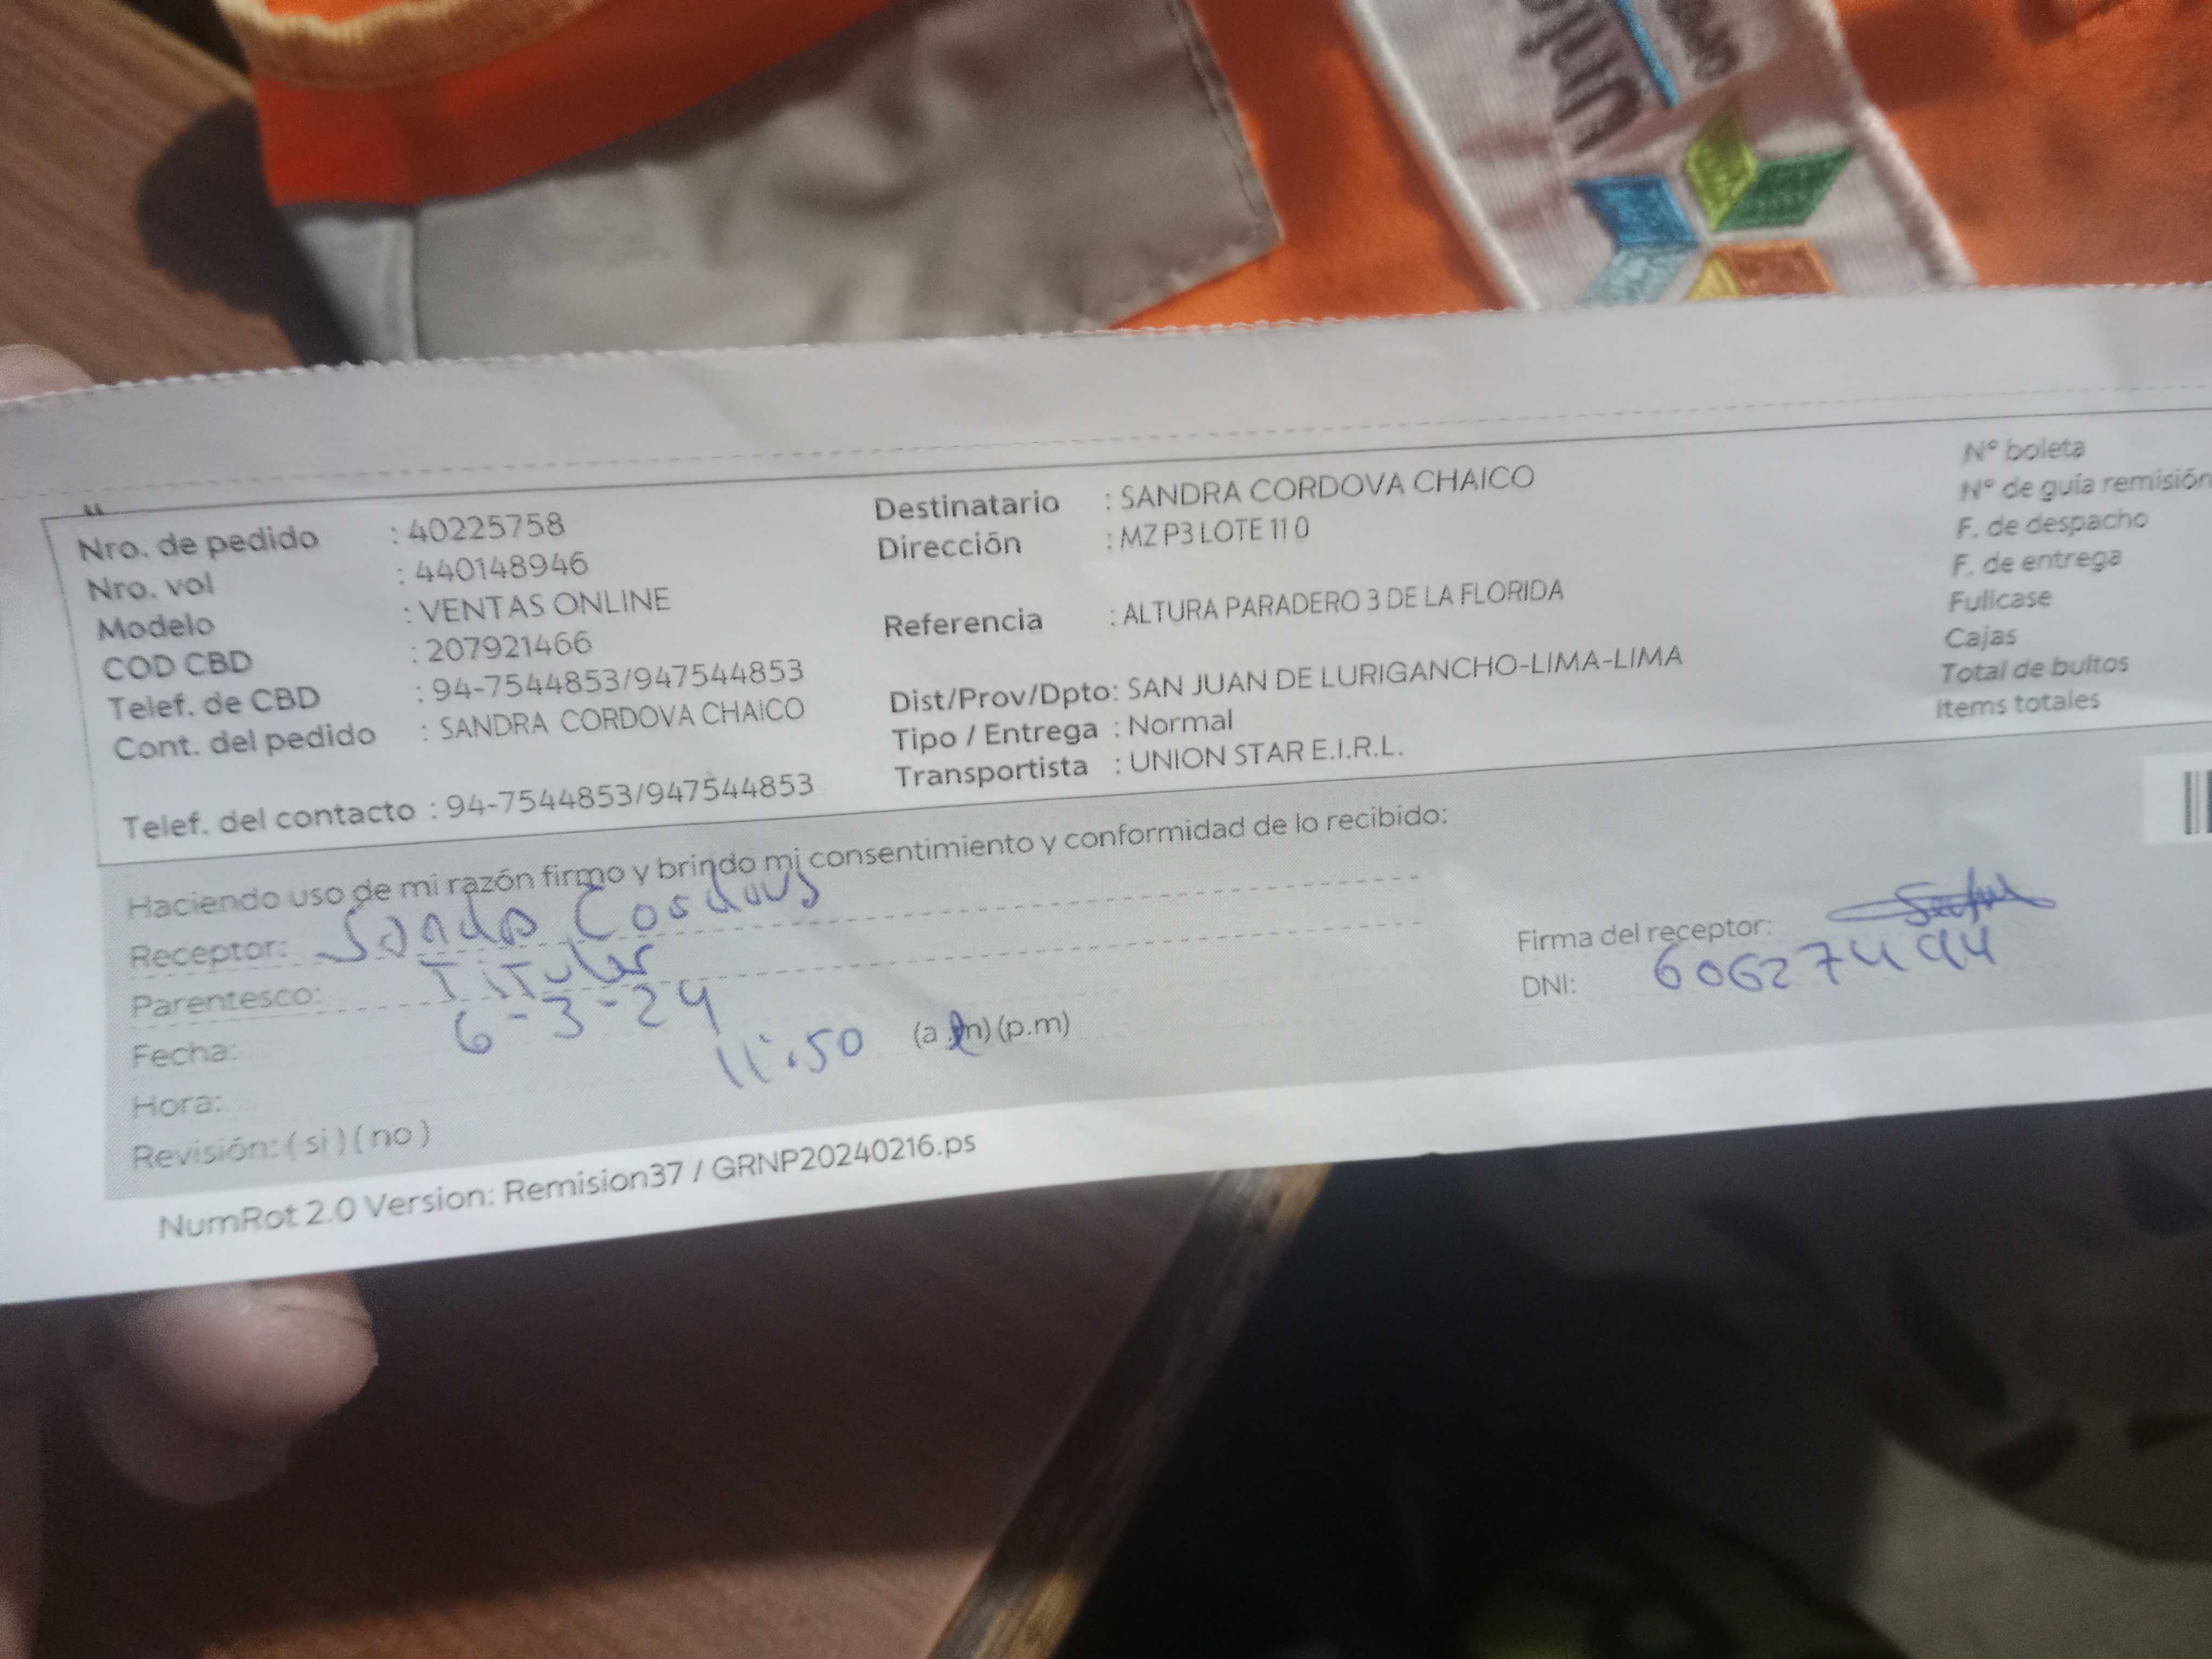 Nro. de pedido : 40225758
Nro. vol : 440148946
Modelo : VENTAS ONLINE
COD CBD : 207921466
Telef. de CBD : 94-7544853/947544853
Cont. del pedido : SANDRA CORDOVA CHAICO
Telef. del contacto : 94-7544853/947544853
Destinatario : SANDRA CORDOVA CHAICO
Dirección : MZ P3 LOTE 11 0
Referencia : ALTURA PARADERO 3 DE LA FLORIDA
Dist/Prov/Dpto: SAN JUAN DE LURIGANCHO-LIMA-LIMA
Tipo / Entrega : Normal
Transportista : UNION STAR E.I.R.L.
Nº boleta
Nº de guía remisión
F. de despacho
F. de entrega
Fullcase
Cajas
Total de bultos
Items totales
Haciendo uso de mi razón firmo y brindo mi consentimiento y conformidad de lo recibido:
Receptor: Sandra Cordova
Parentesco: Titular
Fecha: 6-3-24
Hora: 11:50 (a.m) (p.m)
Revisión: ( si ) ( no )
Firma del receptor:
DNI: 60627494
NumRot 2.0 Version: Remision37 / GRNP20240216.ps